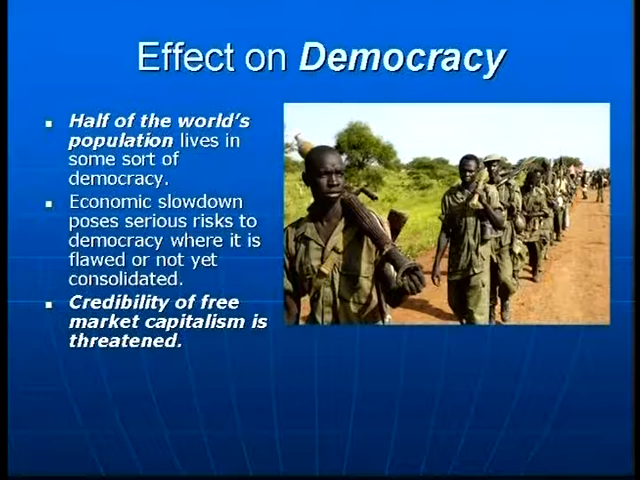 Effect on Democracy
Half of the world's
population lives in
some sort of
democracy.
Economic slowdown
poses serious risks to
democracy where it is
flawed or not yet
consolidated.
Credibility of free
market capitalism is
threatened.